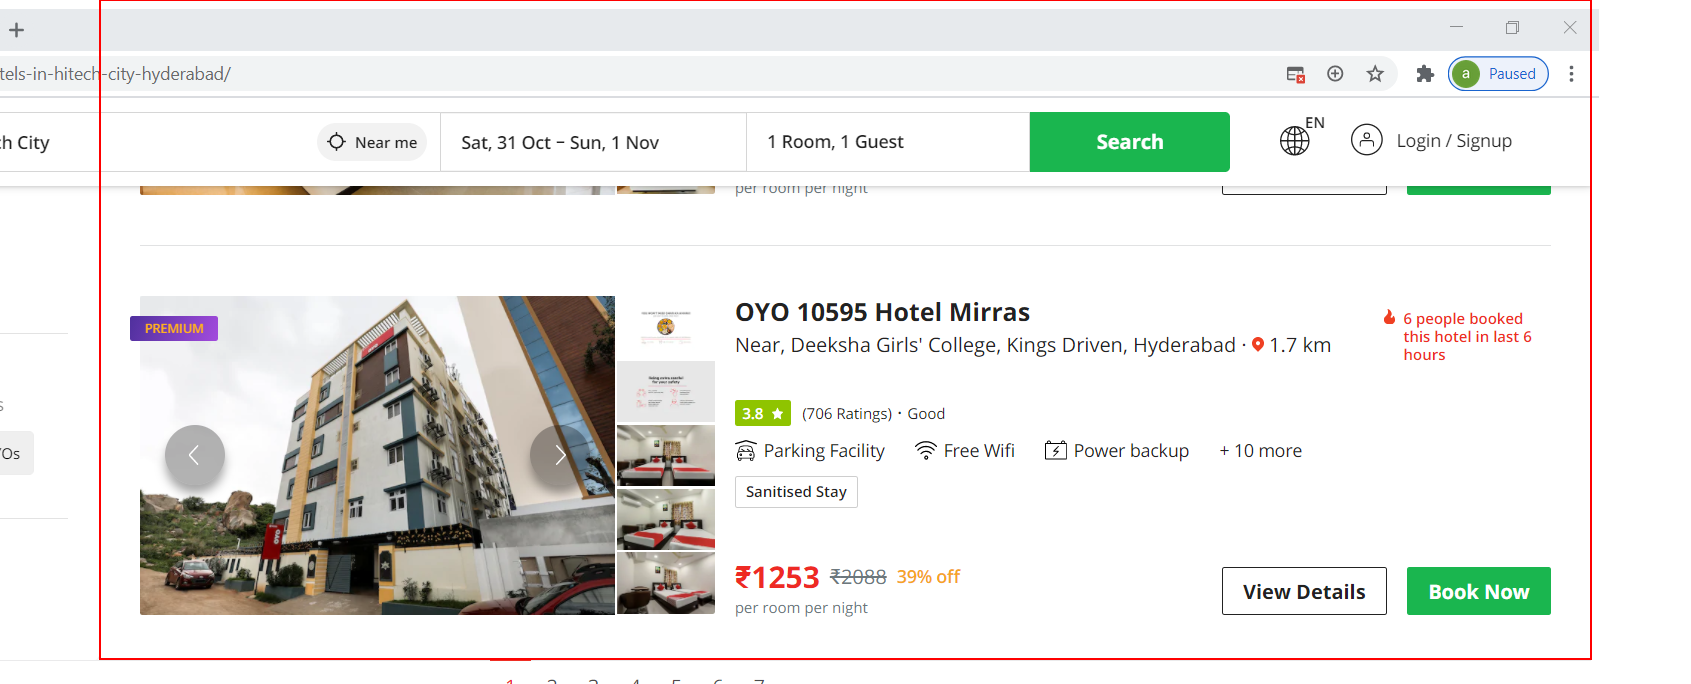 tels-in-hitech-city-hyderabad/
a Paused
h City
Near me
Sat, 31 Oct – Sun, 1 Nov
1 Room, 1 Guest
Search
EN
Login / Signup
per room per night
PREMIUM
OYO
OYO 10595 Hotel Mirras
Near, Deeksha Girls' College, Kings Driven, Hyderabad · 1.7 km
6 people booked
this hotel in last 6
hours
3.8 ★ (706 Ratings) · Good
Parking Facility
Free Wifi
Power backup
+ 10 more
Sanitised Stay
s
Os
₹1253 ₹2088 39% off
per room per night
View Details
Book Now
1 2 3 4 5 6 7